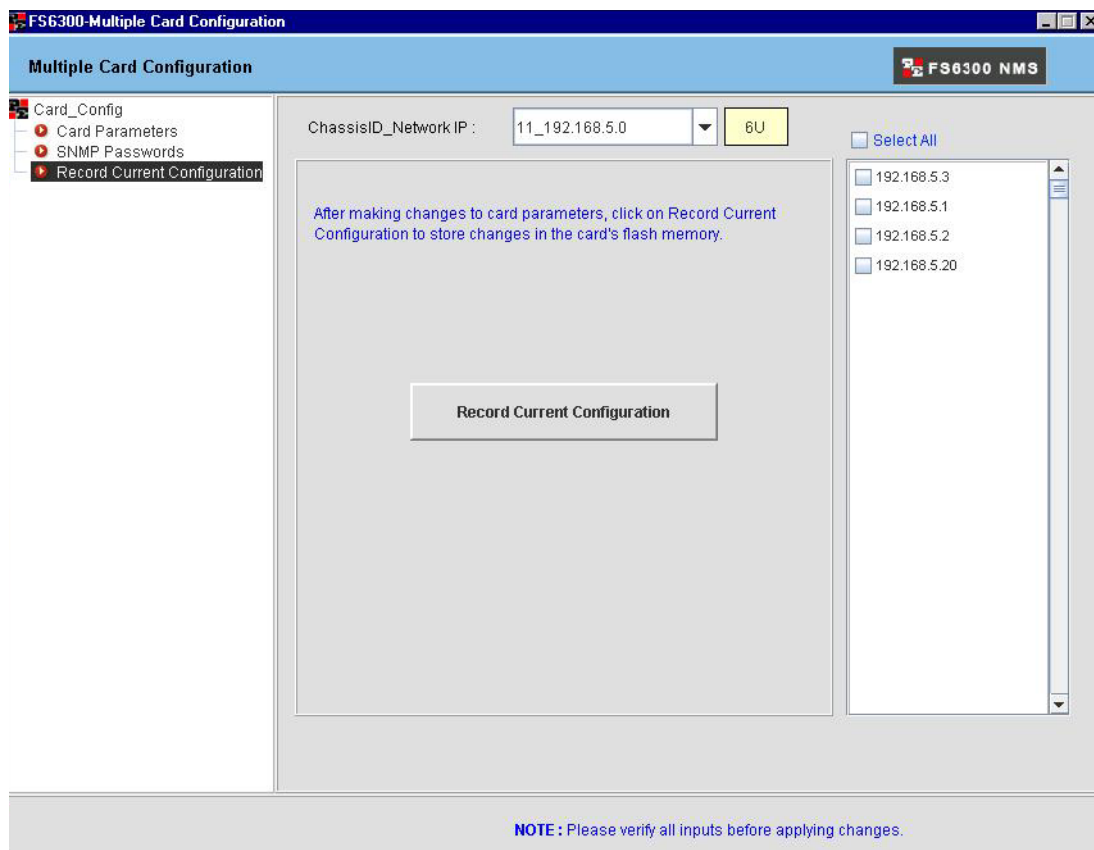 FS6300-Multiple Card Configuration
Multiple Card Configuration
FS6300 NMS
Card_Config
Card Parameters
SNMP Passwords
Record Current Configuration
ChassisID_Network IP :
11_192.168.5.0
6U
Select All
After making changes to card parameters, click on Record Current
Configuration to store changes in the card's flash memory.
Record Current Configuration
192.168.5.3
192.168.5.1
192.168.5.2
192.168.5.20
NOTE : Please verify all inputs before applying changes.